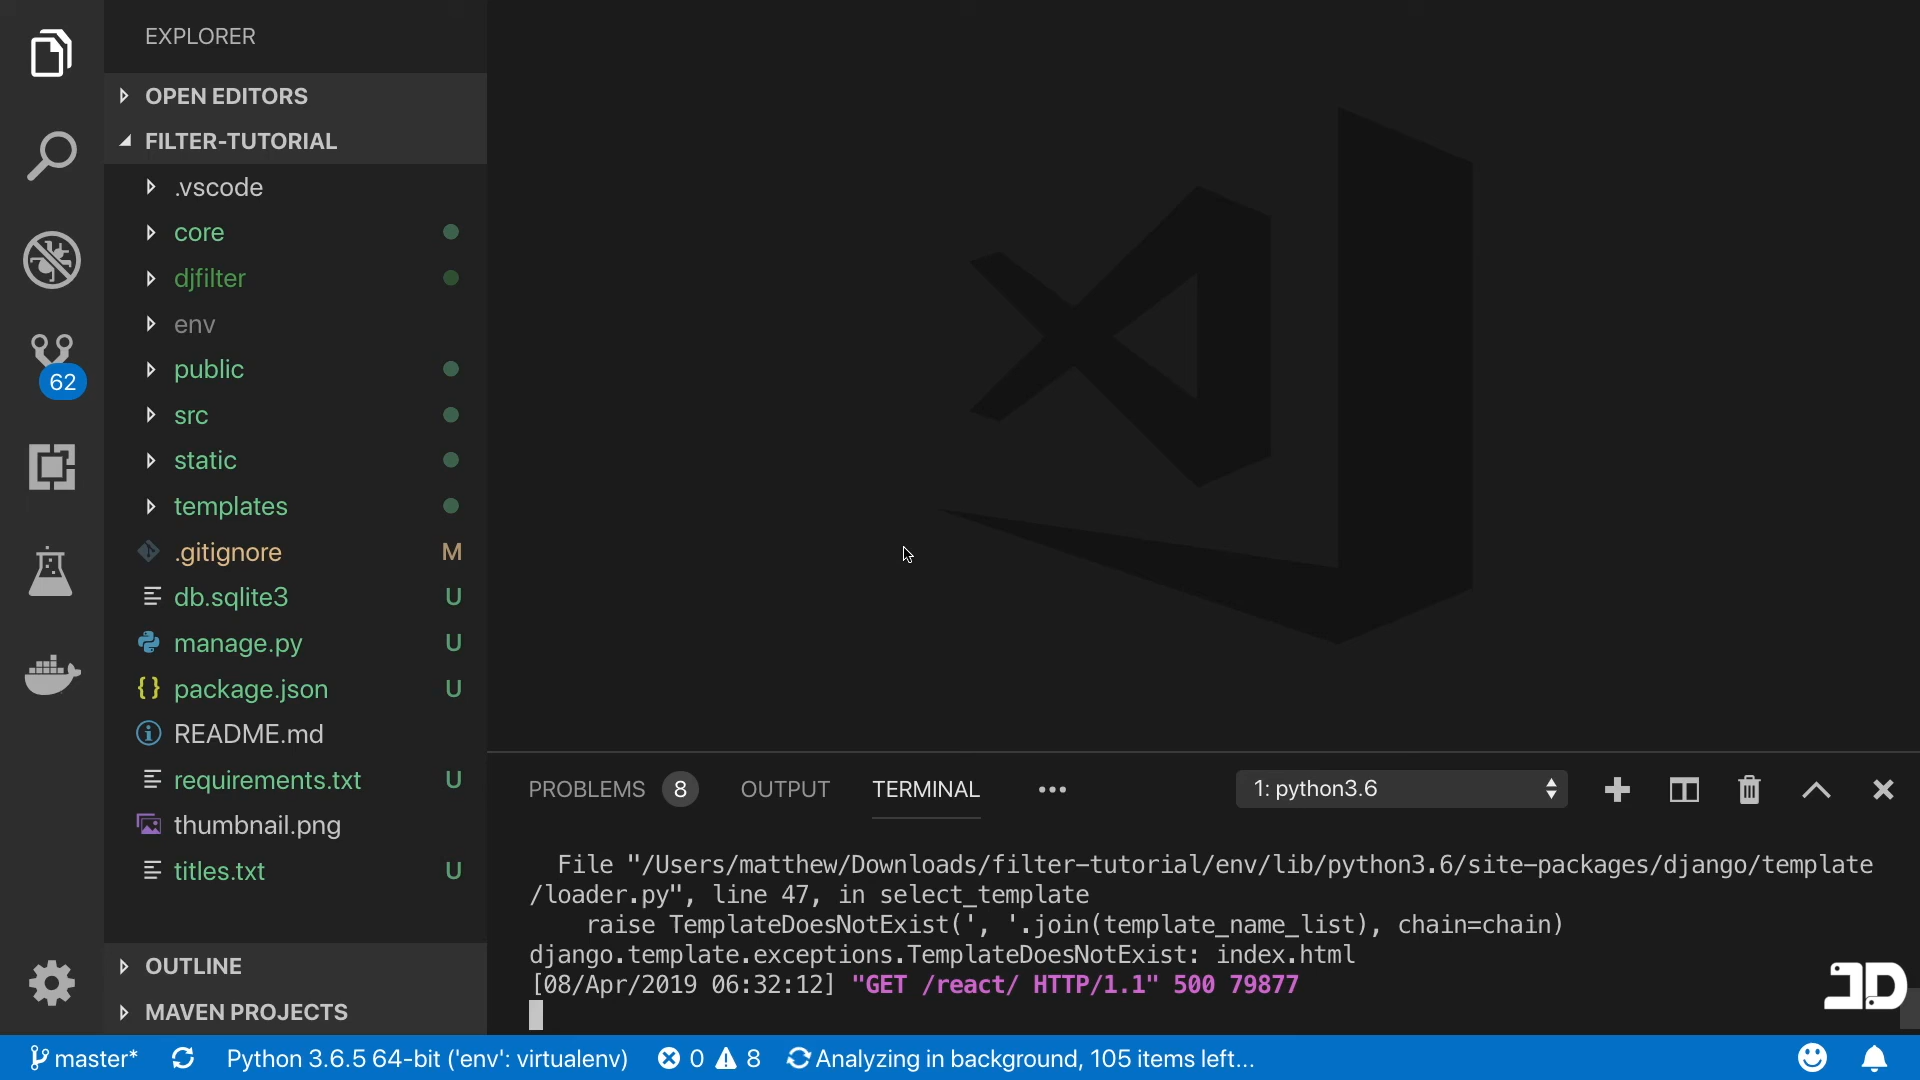 EXPLORER
OPEN EDITORS
FILTER-TUTORIAL
.vscode
core
djfilter
env
public
src
static
templates
.gitignore M
db.sqlite3 U
manage.py U
{} package.json U
README.md
requirements.txt U
thumbnail.png
titles.txt U
OUTLINE
MAVEN PROJECTS
62
PROBLEMS 8 OUTPUT TERMINAL ••• 1: python3.6
File "/Users/matthew/Downloads/filter-tutorial/env/lib/python3.6/site-packages/django/template
/loader.py", line 47, in select_template
raise TemplateDoesNotExist(', '.join(template_name_list), chain=chain)
django.template.exceptions.TemplateDoesNotExist: index.html
[08/Apr/2019 06:32:12] "GET /react/ HTTP/1.1" 500 79877
JD
master* Python 3.6.5 64-bit ('env': virtualenv) 0 8 Analyzing in background, 105 items left...